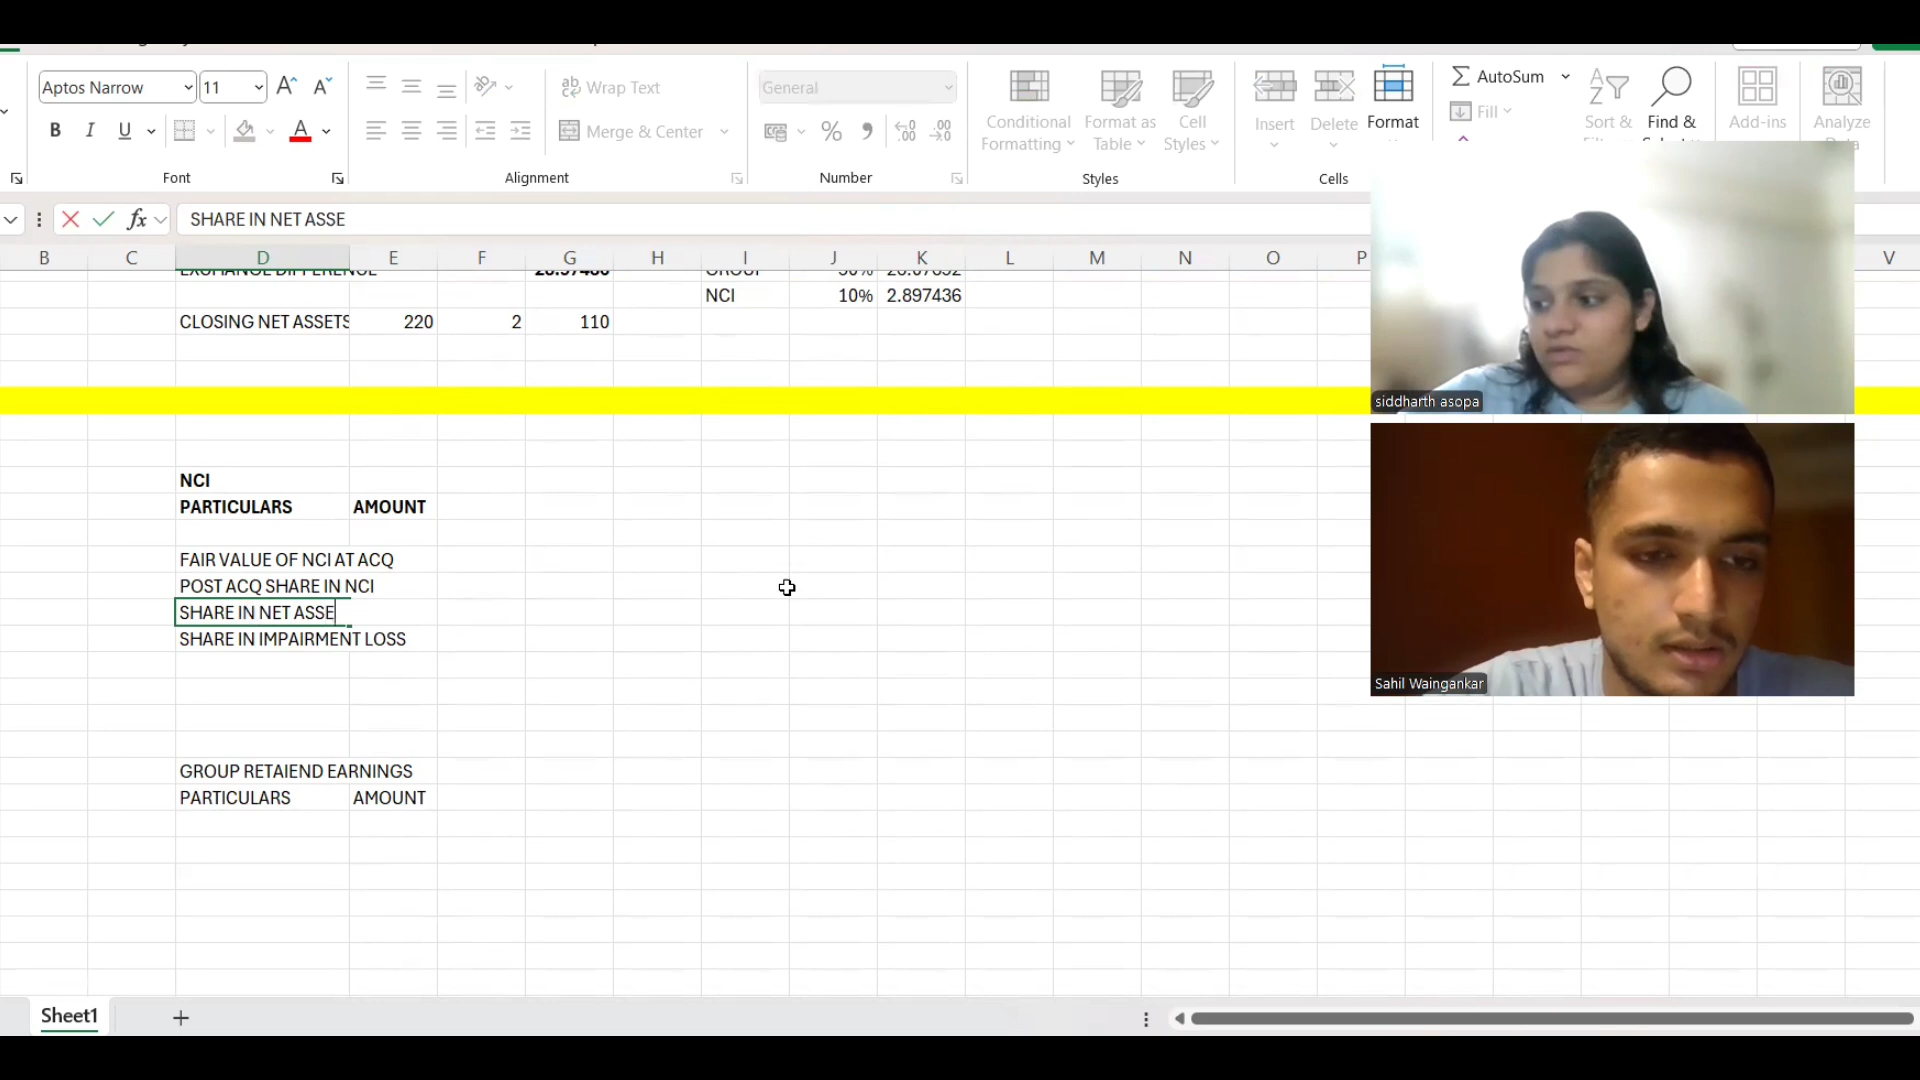 Aptos Narrow 11
Wrap Text
General
AutoSum
B I U A
Merge & Center
Conditional Formatting
Format as Table
Cell Styles
Insert
Delete
Format
Fill
Sort &
Find &
Add-ins
Analyze
Font
Alignment
Number
Styles
Cells
fx SHARE IN NET ASSE
B C D E F G H I J K L M N O P V
28.97436
NCI 10% 2.897436
CLOSING NET ASSETS 220 2 110
siddharth asopa
NCI
PARTICULARS AMOUNT
FAIR VALUE OF NCI AT ACQ
POST ACQ SHARE IN NCI
SHARE IN NET ASSE
SHARE IN IMPAIRMENT LOSS
Sahil Waingankar
GROUP RETAIEND EARNINGS
PARTICULARS AMOUNT
Sheet1